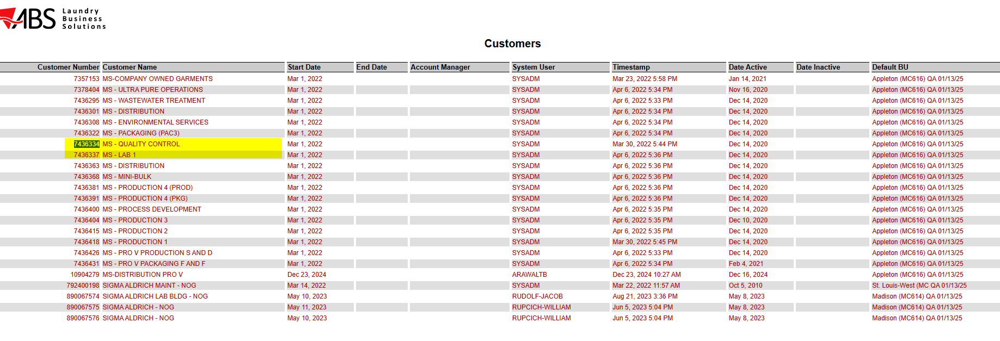 ABS Laundry
Business
Solutions
Customers
Customer Number Customer Name Start Date End Date Account Manager System User Timestamp Date Active Date Inactive Default BU
7357153 MS-COMPANY OWNED GARMENTS Mar 1, 2022 SYSADM Mar 23, 2022 5:58 PM Jan 14, 2021 Appleton (MC616) QA 01/13/25
7378404 MS - ULTRA PURE OPERATIONS Mar 1, 2022 SYSADM Apr 6, 2022 5:34 PM Nov 16, 2020 Appleton (MC616) QA 01/13/25
7436295 MS - WASTEWATER TREATMENT Mar 1, 2022 SYSADM Apr 6, 2022 5:33 PM Dec 14, 2020 Appleton (MC616) QA 01/13/25
7436301 MS - DISTRIBUTION Mar 1, 2022 SYSADM Apr 6, 2022 5:34 PM Dec 14, 2020 Appleton (MC616) QA 01/13/25
7436308 MS - ENVIRONMENTAL SERVICES Mar 1, 2022 SYSADM Apr 6, 2022 5:34 PM Dec 14, 2020 Appleton (MC616) QA 01/13/25
7436322 MS - PACKAGING (PAC3) Mar 1, 2022 SYSADM Apr 6, 2022 5:34 PM Dec 14, 2020 Appleton (MC616) QA 01/13/25
7436334 MS - QUALITY CONTROL Mar 1, 2022 SYSADM Mar 30, 2022 5:44 PM Dec 14, 2020 Appleton (MC616) QA 01/13/25
7436337 MS - LAB 1 Mar 1, 2022 SYSADM Apr 6, 2022 5:36 PM Dec 14, 2020 Appleton (MC616) QA 01/13/25
7436363 MS - DISTRIBUTION Mar 1, 2022 SYSADM Apr 6, 2022 5:36 PM Dec 14, 2020 Appleton (MC616) QA 01/13/25
7436368 MS - MINI-BULK Mar 1, 2022 SYSADM Apr 6, 2022 5:36 PM Dec 14, 2020 Appleton (MC616) QA 01/13/25
7436381 MS - PRODUCTION 4 (PROD) Mar 1, 2022 SYSADM Apr 6, 2022 5:36 PM Dec 14, 2020 Appleton (MC616) QA 01/13/25
7436391 MS - PRODUCTION 4 (PKG) Mar 1, 2022 SYSADM Apr 6, 2022 5:36 PM Dec 14, 2020 Appleton (MC616) QA 01/13/25
7436400 MS - PROCESS DEVELOPMENT Mar 1, 2022 SYSADM Apr 6, 2022 5:35 PM Dec 14, 2020 Appleton (MC616) QA 01/13/25
7436404 MS - PRODUCTION 3 Mar 1, 2022 SYSADM Apr 6, 2022 5:35 PM Dec 10, 2020 Appleton (MC616) QA 01/13/25
7436415 MS - PRODUCTION 2 Mar 1, 2022 SYSADM Apr 6, 2022 5:35 PM Dec 14, 2020 Appleton (MC616) QA 01/13/25
7436418 MS - PRODUCTION 1 Mar 1, 2022 SYSADM Mar 30, 2022 5:45 PM Dec 14, 2020 Appleton (MC616) QA 01/13/25
7436426 MS - PRO V PRODUCTION S AND D Mar 1, 2022 SYSADM Apr 6, 2022 5:33 PM Dec 14, 2020 Appleton (MC616) QA 01/13/25
7436431 MS - PRO V PACKAGING F AND F Mar 1, 2022 SYSADM Apr 6, 2022 5:34 PM Feb 4, 2021 Appleton (MC616) QA 01/13/25
10904279 MS-DISTRIBUTION PRO V Dec 23, 2024 ARAWALTB Dec 23, 2024 10:27 AM Dec 16, 2024 Appleton (MC616) QA 01/13/25
792400198 SIGMA ALDRICH MAINT - NOG Mar 14, 2022 SYSADM Mar 22, 2022 11:57 AM Oct 5, 2010 St. Louis-West (MC QA 01/13/25
890067574 SIGMA ALDRICH LAB BLDG - NOG May 10, 2023 RUDOLF-JACOB Aug 21, 2023 3:36 PM May 8, 2023 Madison (MC614) QA 01/13/25
890067575 SIGMA ALDRICH - NOG May 11, 2023 RUPCICH-WILLIAM Jun 5, 2023 5:04 PM May 8, 2023 Madison (MC614) QA 01/13/25
890067576 SIGMA ALDRICH - NOG May 10, 2023 RUPCICH-WILLIAM Jun 5, 2023 5:04 PM May 8, 2023 Madison (MC614) QA 01/13/25